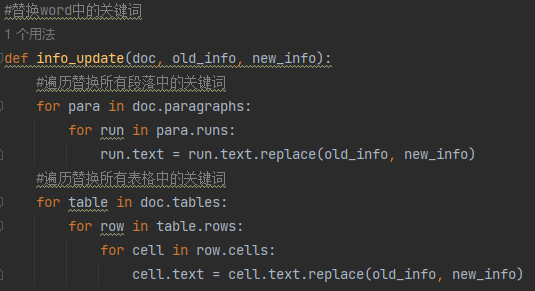 #替换word中的关键词
1 个用法
def info_update(doc, old_info, new_info):
    #遍历替换所有段落中的关键词
    for para in doc.paragraphs:
        for run in para.runs:
            run.text = run.text.replace(old_info, new_info)
    #遍历替换所有表格中的关键词
    for table in doc.tables:
        for row in table.rows:
            for cell in row.cells:
                cell.text = cell.text.replace(old_info, new_info)